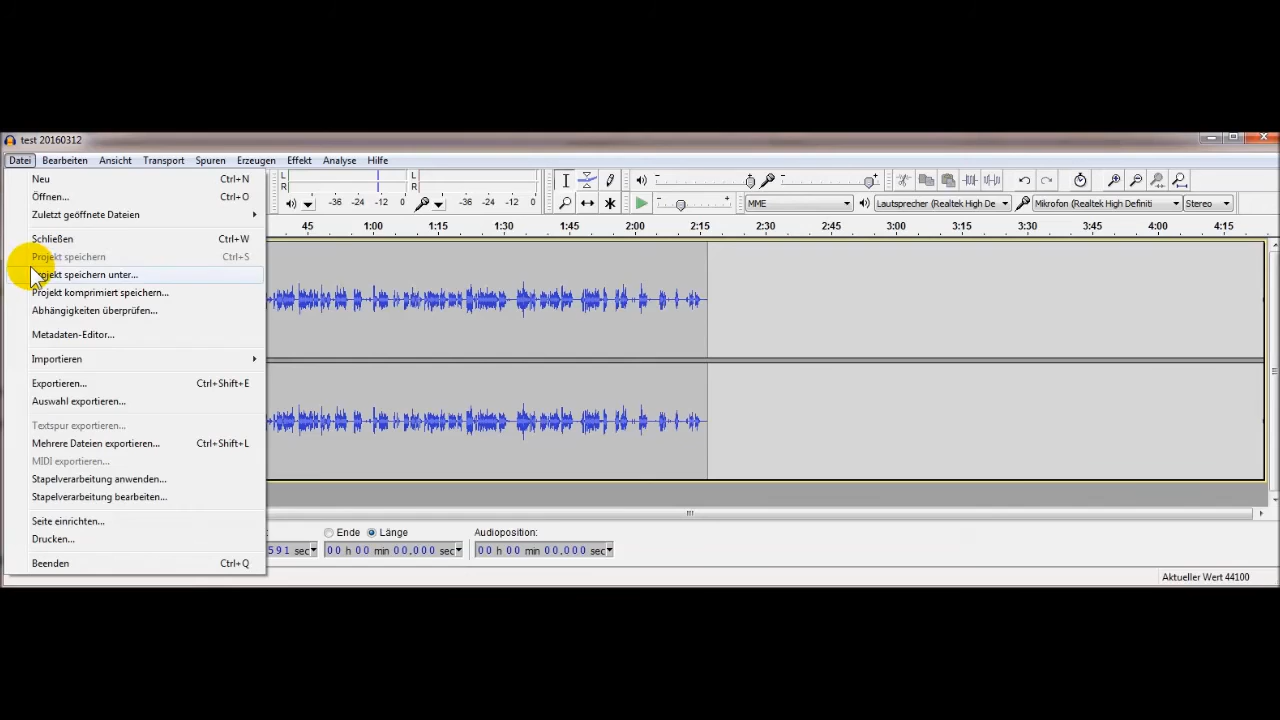 test 20160312
Datei Bearbeiten Ansicht Transport Spuren Erzeugen Effekt Analyse Hilfe
Neu Ctrl+N
Öffnen... Ctrl+O
Zuletzt geöffnete Dateien
Schließen Ctrl+W
Projekt speichern Ctrl+S
speichern unter...
Projekt komprimiert speichern...
Abhängigkeiten überprüfen...
Metadaten-Editor...
Importieren
Exportieren... Ctrl+Shift+E
Auswahl exportieren...
Textspur exportieren...
Mehrere Dateien exportieren... Ctrl+Shift+L
MIDI exportieren...
Stapelverarbeitung anwenden...
Stapelverarbeitung bearbeiten...
Seite einrichten...
Drucken...
Beenden Ctrl+Q
L L
R R
-36 -24 -12 0 -36 -24 -12 0
MME Lautsprecher (Realtek High De Mikrofon (Realtek High Definiti Stereo
45 1:00 1:15 1:30 1:45 2:00 2:15 2:30 2:45 3:00 3:15 3:30 3:45 4:00 4:15
Ende Länge Audioposition:
591 sec 00 h 00 min 00,000 sec 00 h 00 min 00,000 sec
Aktueller Wert 44100